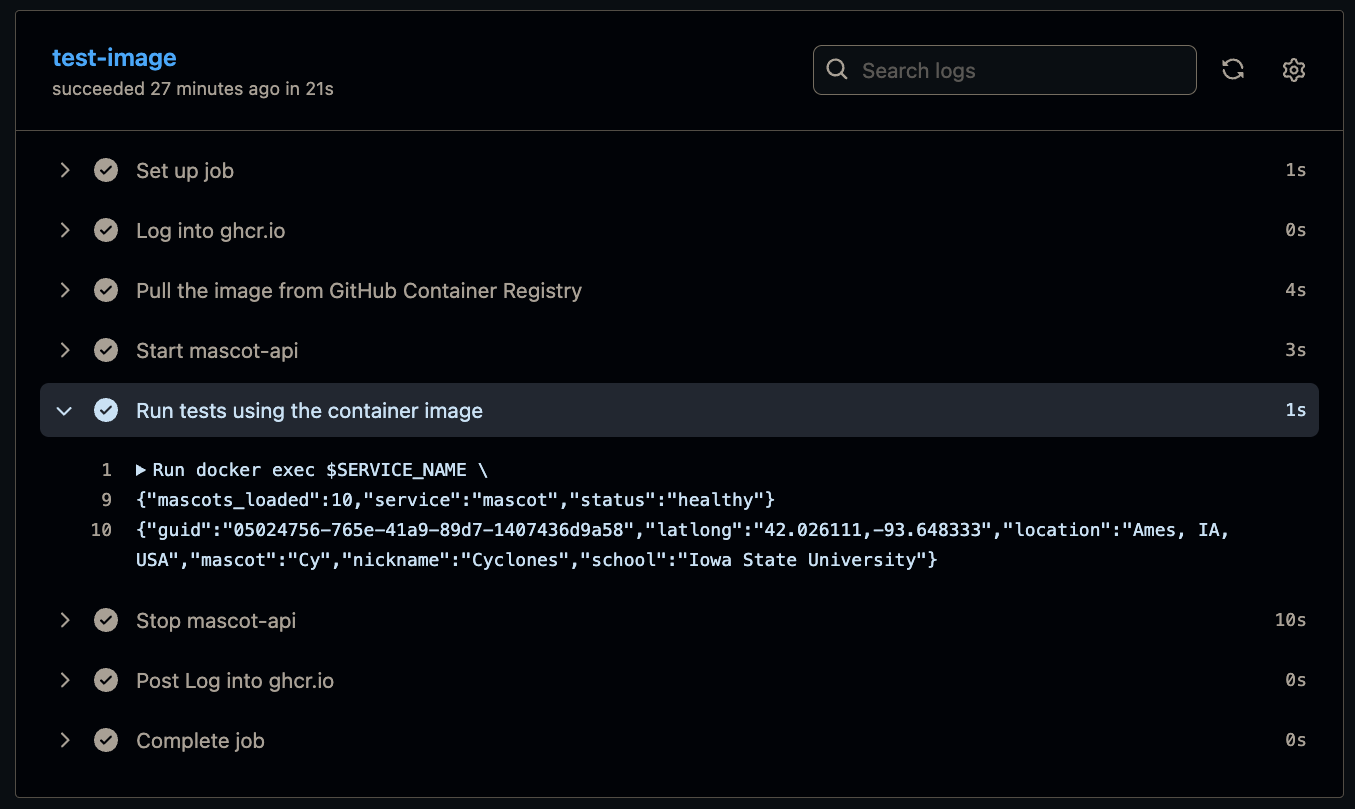 test-image
succeeded 27 minutes ago in 21s
Search logs
Set up job 1s
Log into ghcr.io 0s
Pull the image from GitHub Container Registry 4s
Start mascot-api 3s
Run tests using the container image 1s
1 Run docker exec $SERVICE_NAME \
9 {"mascots_loaded":10,"service":"mascot","status":"healthy"}
10 {"guid":"05024756-765e-41a9-89d7-1407436d9a58","latlong":"42.026111,-93.648333","location":"Ames, IA,
USA","mascot":"Cy","nickname":"Cyclones","school":"Iowa State University"}
Stop mascot-api 10s
Post Log into ghcr.io 0s
Complete job 0s